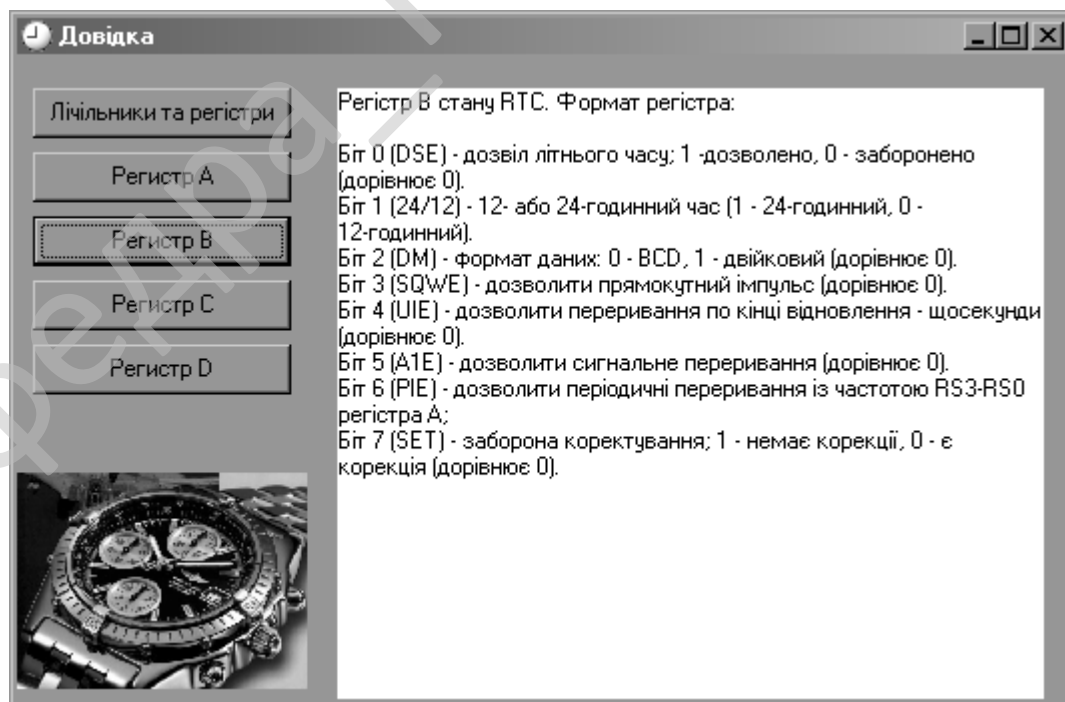 Довідка
Лічільники та регістри
Регистр A
Регистр B
Регистр C
Регистр D
Регістр B стану RTC. Формат регістра:
Біт 0 (DSE) - дозвіл літнього часу; 1 -дозволено, 0 - заборонено
(дорівнює 0).
Біт 1 (24/12) - 12- або 24-годинний час (1 - 24-годинний, 0 -
12-годинний).
Біт 2 (DM) - формат даних: 0 - BCD, 1 - двійковий (дорівнює 0).
Біт 3 (SQWE) - дозволити прямокутний імпульс (дорівнює 0).
Біт 4 (UIE) - дозволити переривання по кінці відновлення - щосекунди
(дорівнює 0).
Біт 5 (A1E) - дозволити сигнальне переривання (дорівнює 0).
Біт 6 (PIE) - дозволити періодичні переривання із частотою RS3-RS0
регістра A;
Біт 7 (SET) - заборона коректування; 1 - немає корекції, 0 - є
корекція (дорівнює 0).